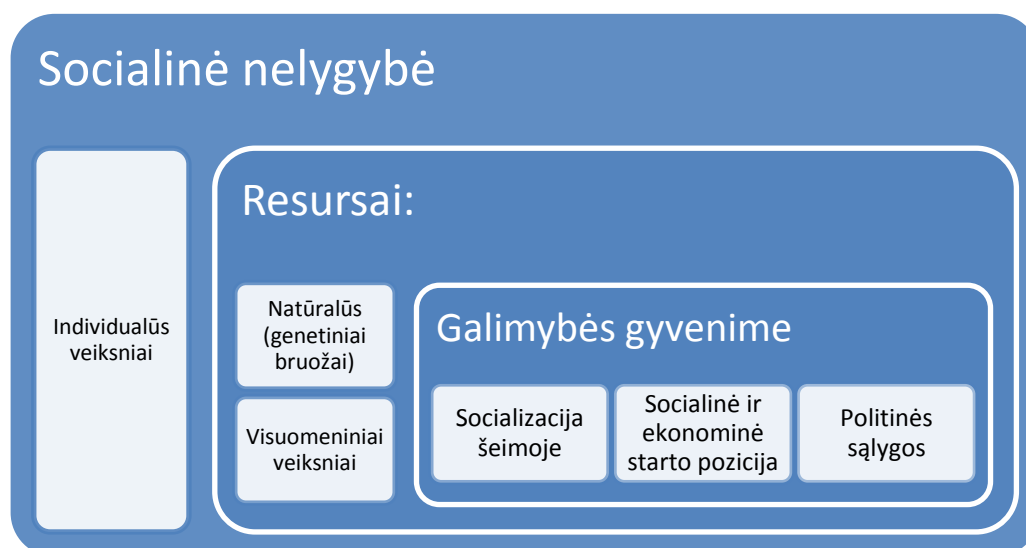 Socialinė nelygybė
Individualūs
veiksniai
Resursai:
Natūralūs
(genetiniai
bruožai)
Visuomeniniai
veiksniai
Galimybės gyvenime
Socializacija
šeimoje
Socialinė ir
ekonominė
starto pozicija
Politinės
sąlygos